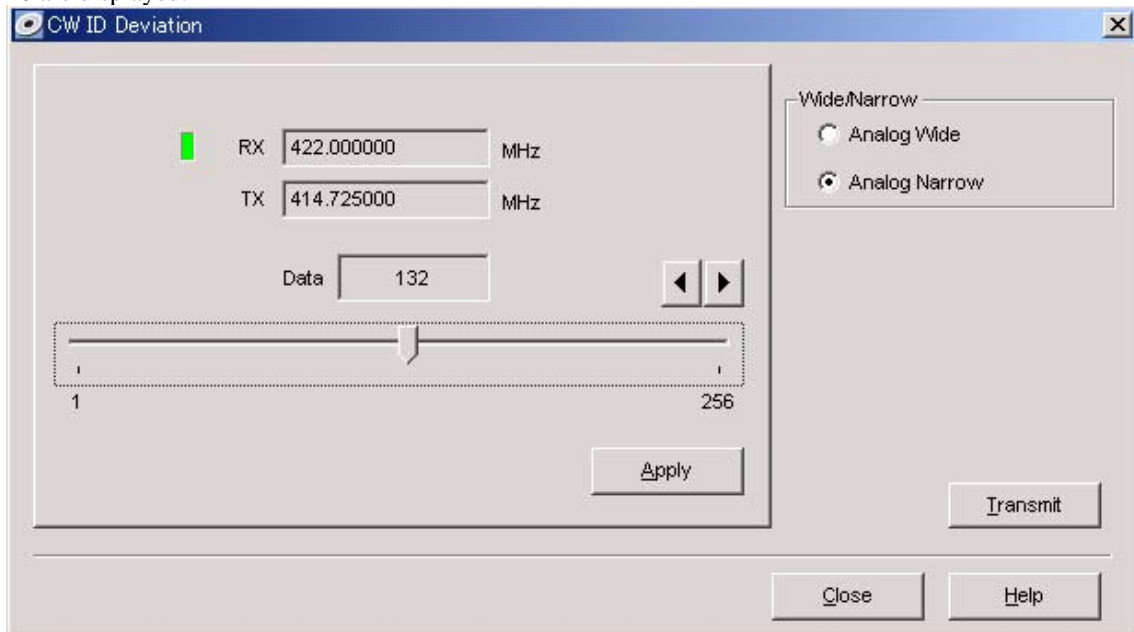 CW ID Deviation
RX 422.000000 MHz
TX 414.725000 MHz
Data 132
1 256
Apply
Wide/Narrow
Analog Wide
Analog Narrow
Transmit
Close Help